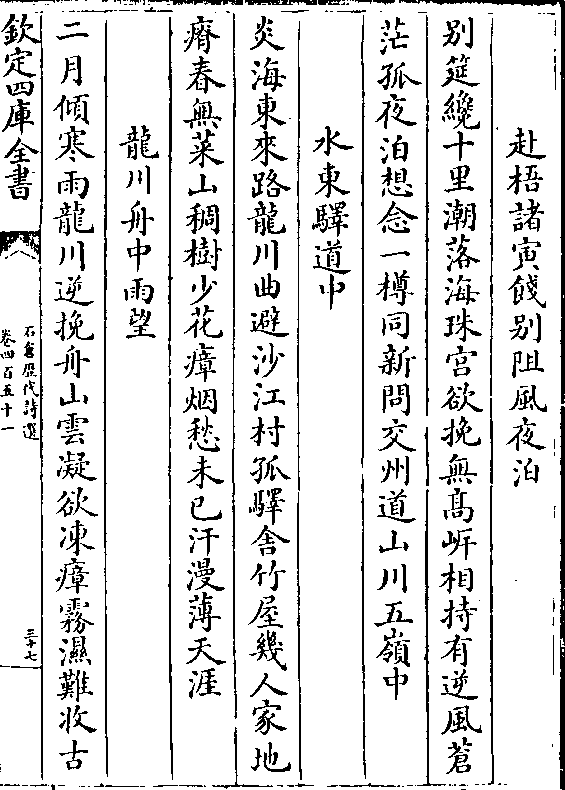 赴梧諸寅餞别阻風夜泊
别筵纔十里潮落海珠宫欲挽無髙㟁相持有逆風蒼
茫孤夜泊想念一樽同新問交州道山川五嶺中
水東驛道中
炎海東來路龍川曲避沙江村孤驛舍竹屋幾人家地
瘠春無菜山稠樹少花瘴烟愁未已汗漫薄天涯
龍川舟中雨望
二月傾寒雨龍川逆挽舟山雲凝欲凍瘴霧濕難收古
欽定四庫全書
石倉歷代詩選
卷四百五十一
三十七